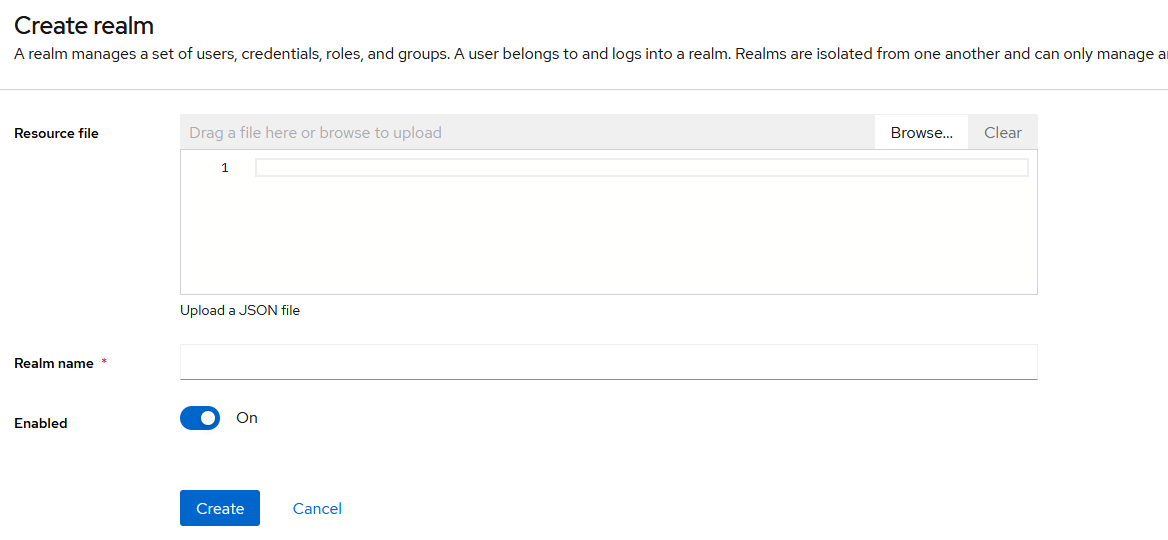 Create realm
A realm manages a set of users, credentials, roles, and groups. A user belongs to and logs into a realm. Realms are isolated from one another and can only manage
Resource file
Drag a file here or browse to upload
Browse...
Clear
1
Upload a JSON file
Realm name *
Enabled
On
Create
Cancel